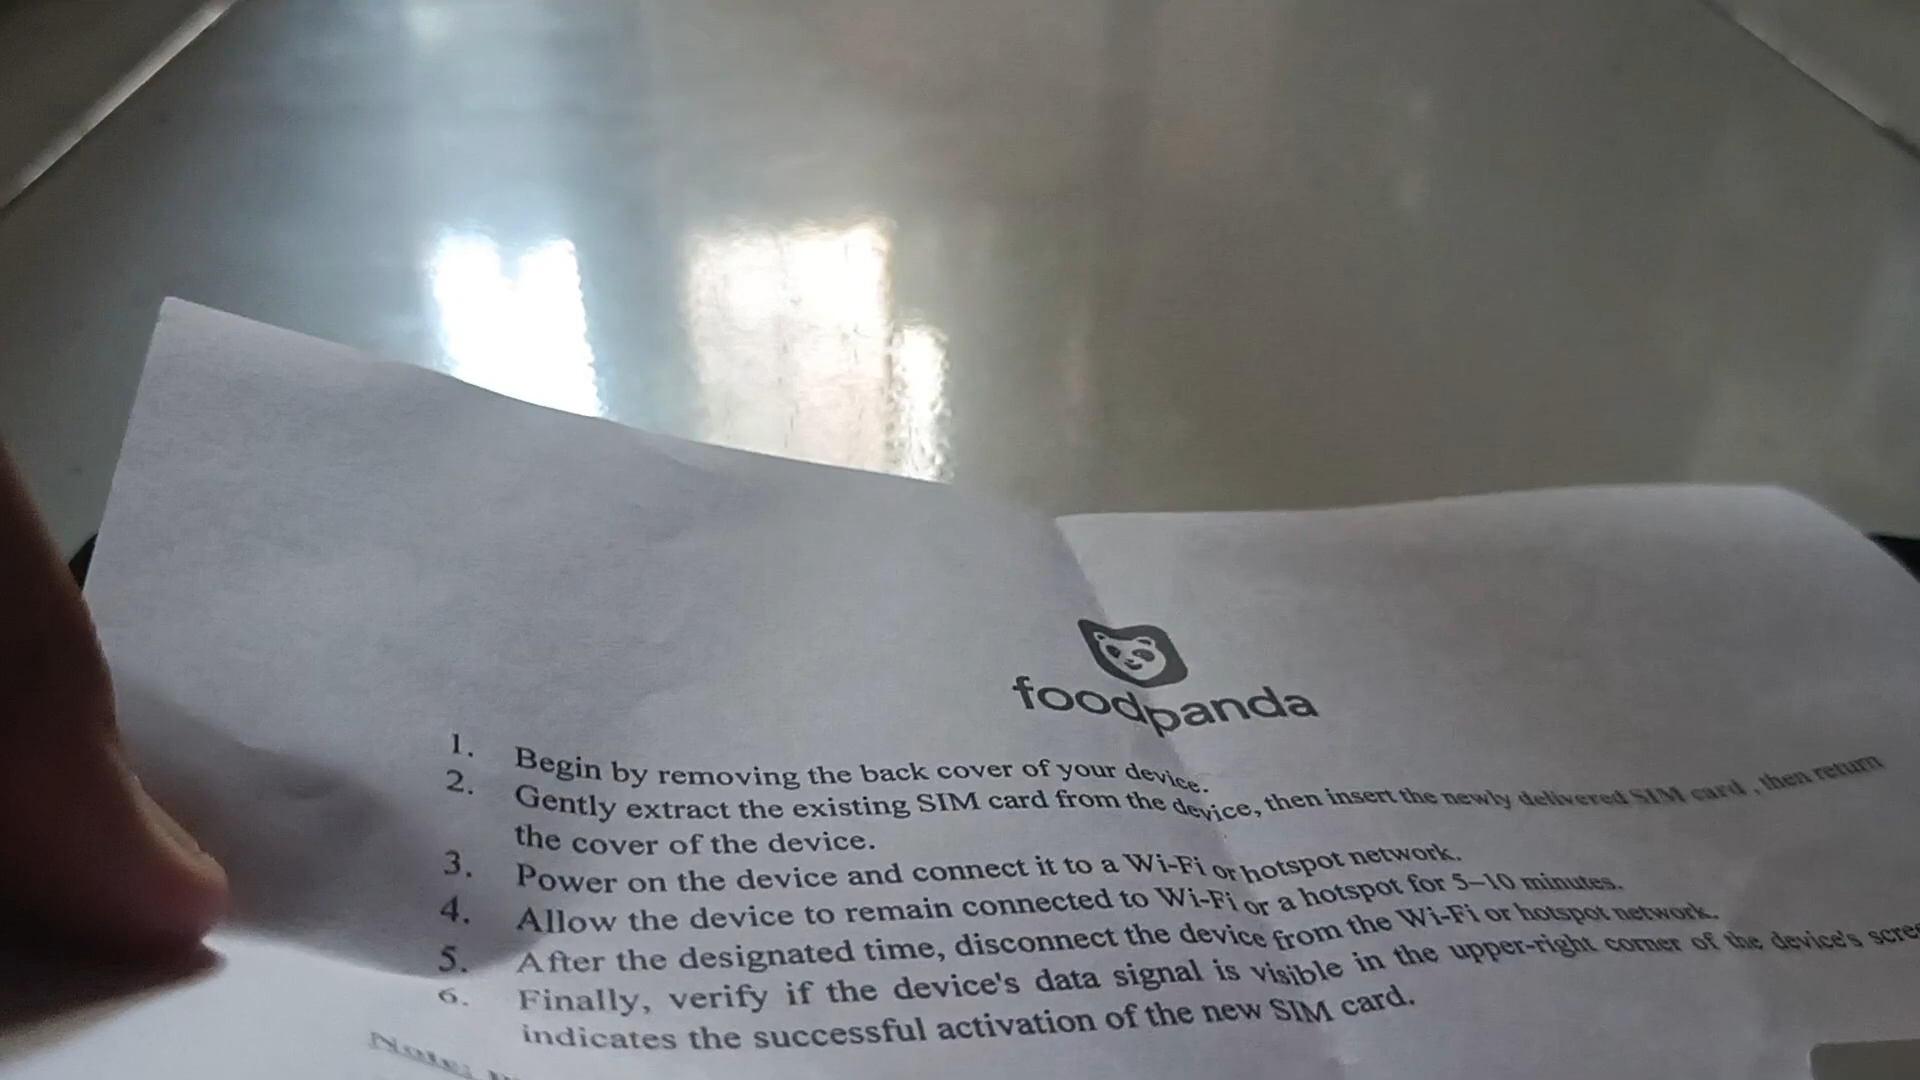 foodpanda
1. Begin by removing the back cover of your device.
2. Gently extract the existing SIM card from the device, then insert the newly delivered SIM card , then return
the cover of the device.
3. Power on the device and connect it to a Wi-Fi or hotspot network.
4. Allow the device to remain connected to Wi-Fi or a hotspot for 5–10 minutes.
5. After the designated time, disconnect the device from the Wi-Fi or hotspot network.
6. Finally, verify if the device's data signal is visible in the upper-right corner of the device's
indicates the successful activation of the new SIM card.
Note: